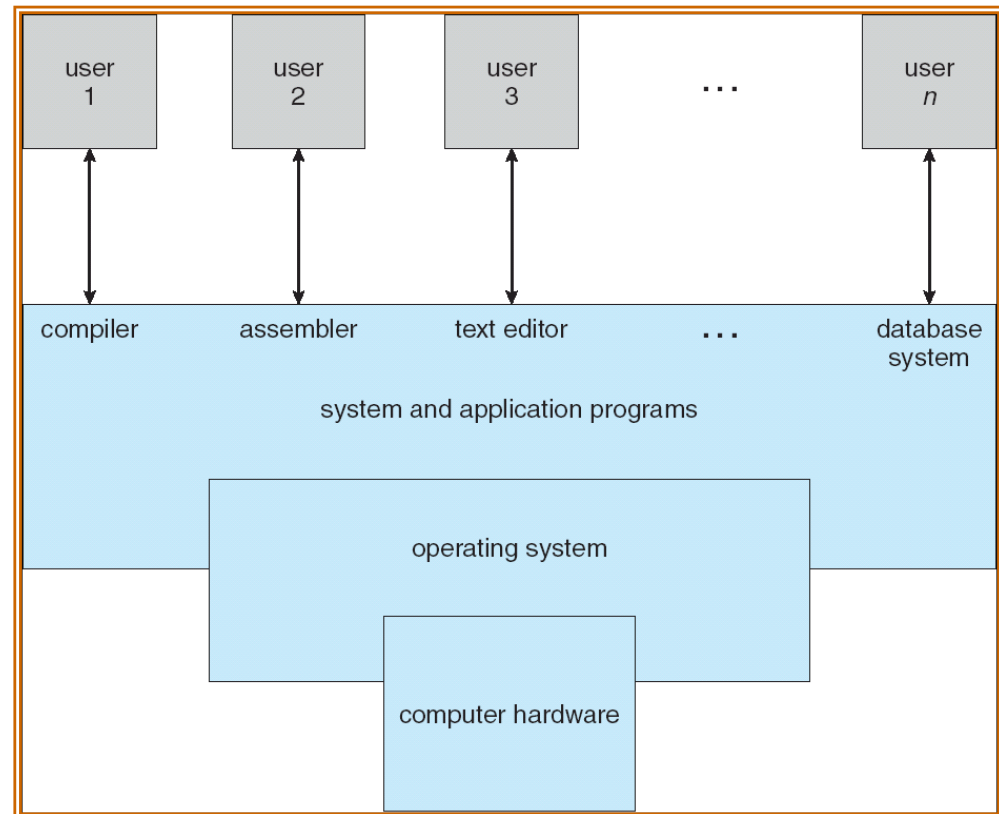 user
1
user
2
user
3
...
user
n
compiler
assembler
text editor
...
database
system
system and application programs
operating system
computer hardware